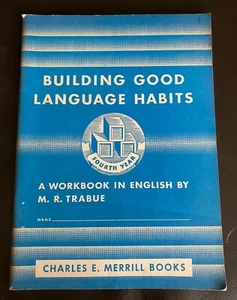 BUILDING GOOD
LANGUAGE HABITS
FOURTH YEAR
A WORKBOOK IN ENGLISH BY
M. R. TRABUE
NAME
CHARLES E. MERRILL BOOKS